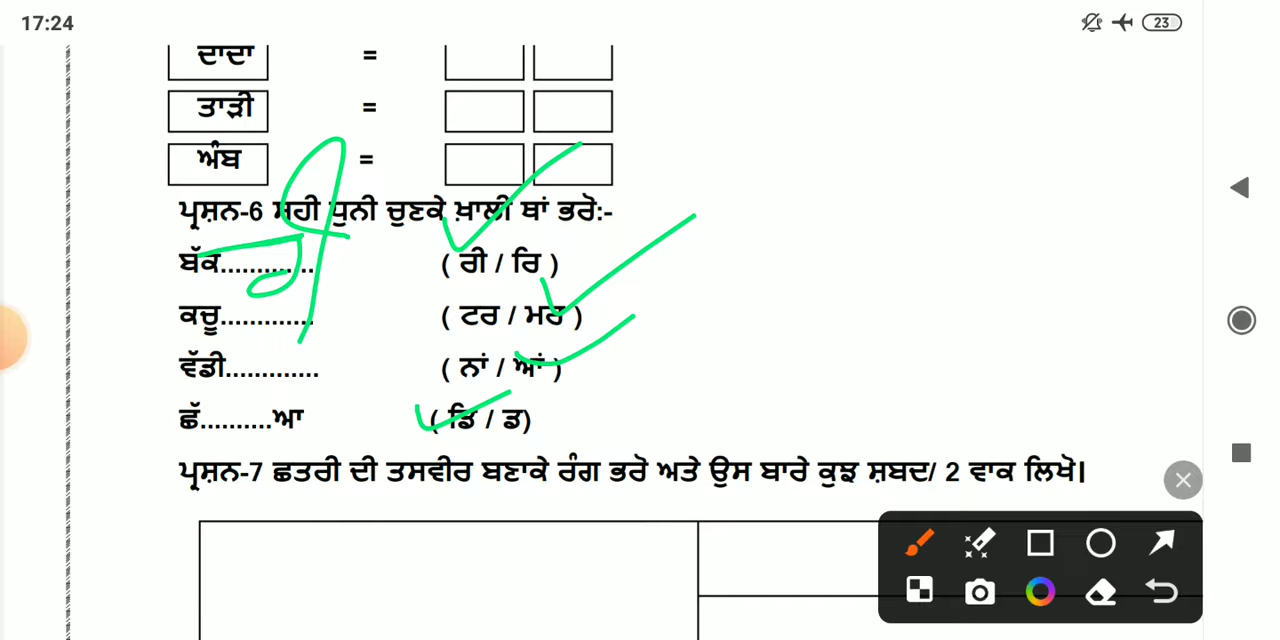 17:24
23
ਦਾਦਾ =
ਤਾੜੀ =
ਅੰਬ =
ਪ੍ਰਸ਼ਨ-6 ਸਹੀ ਧੁਨੀ ਚੁਣਕੇ ਖ਼ਾਲੀ ਥਾਂ ਭਰੋ:-
ਬੱਕ............. ( ਰੀ / ਰਿ )
ਕਚੂ............. ( ਟਰ / ਮਰ )
ਵੱਡੀ............. ( ਨਾਂ / ਆਂ )
ਛੱ..........ਆ ( ਡਿ / ਡ)
ਪ੍ਰਸ਼ਨ-7 ਛਤਰੀ ਦੀ ਤਸਵੀਰ ਬਣਾਕੇ ਰੰਗ ਭਰੋ ਅਤੇ ਉਸ ਬਾਰੇ ਕੁਝ ਸ਼ਬਦ/ 2 ਵਾਕ ਲਿਖੋ।